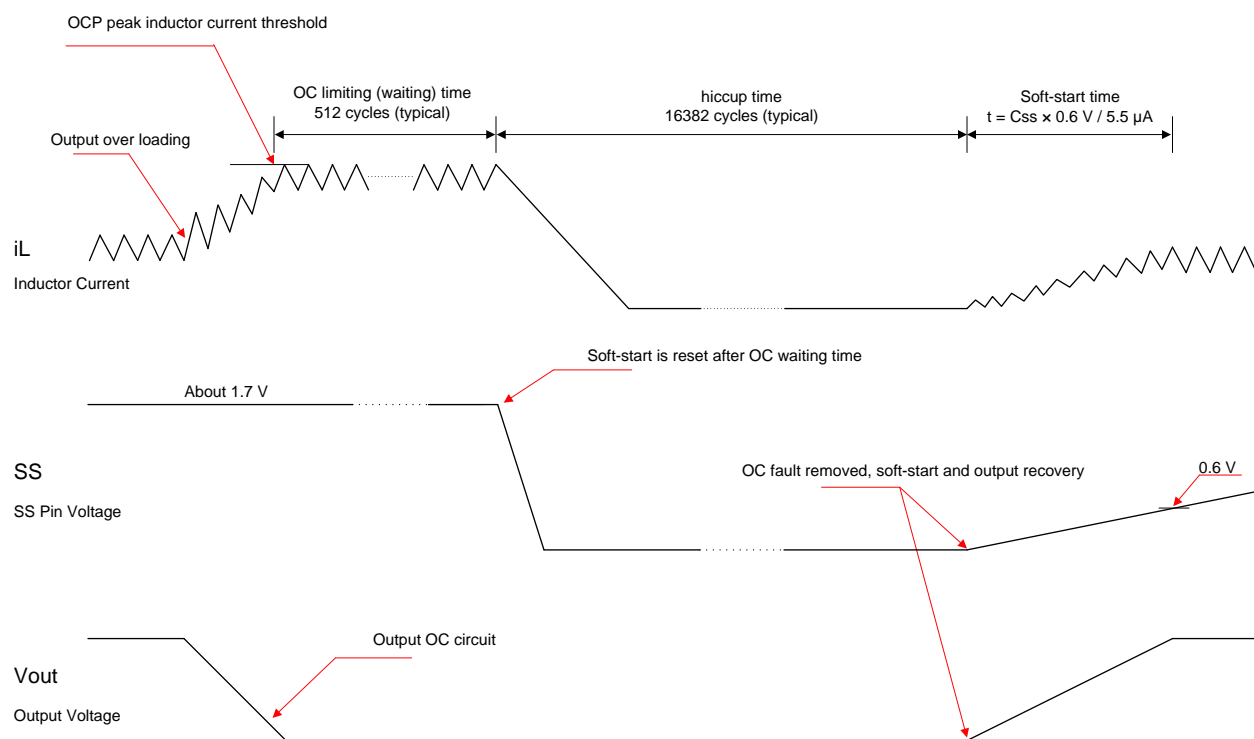 OCP peak inductor current threshold
OC limiting (waiting) time
512 cycles (typical)
hiccup time
16382 cycles (typical)
Soft-start time
t = Css × 0.6 V / 5.5 µA
Output over loading
iL
Inductor Current
Soft-start is reset after OC waiting time
About 1.7 V
SS
SS Pin Voltage
OC fault removed, soft-start and output recovery
0.6 V
Output OC circuit
Vout
Output Voltage